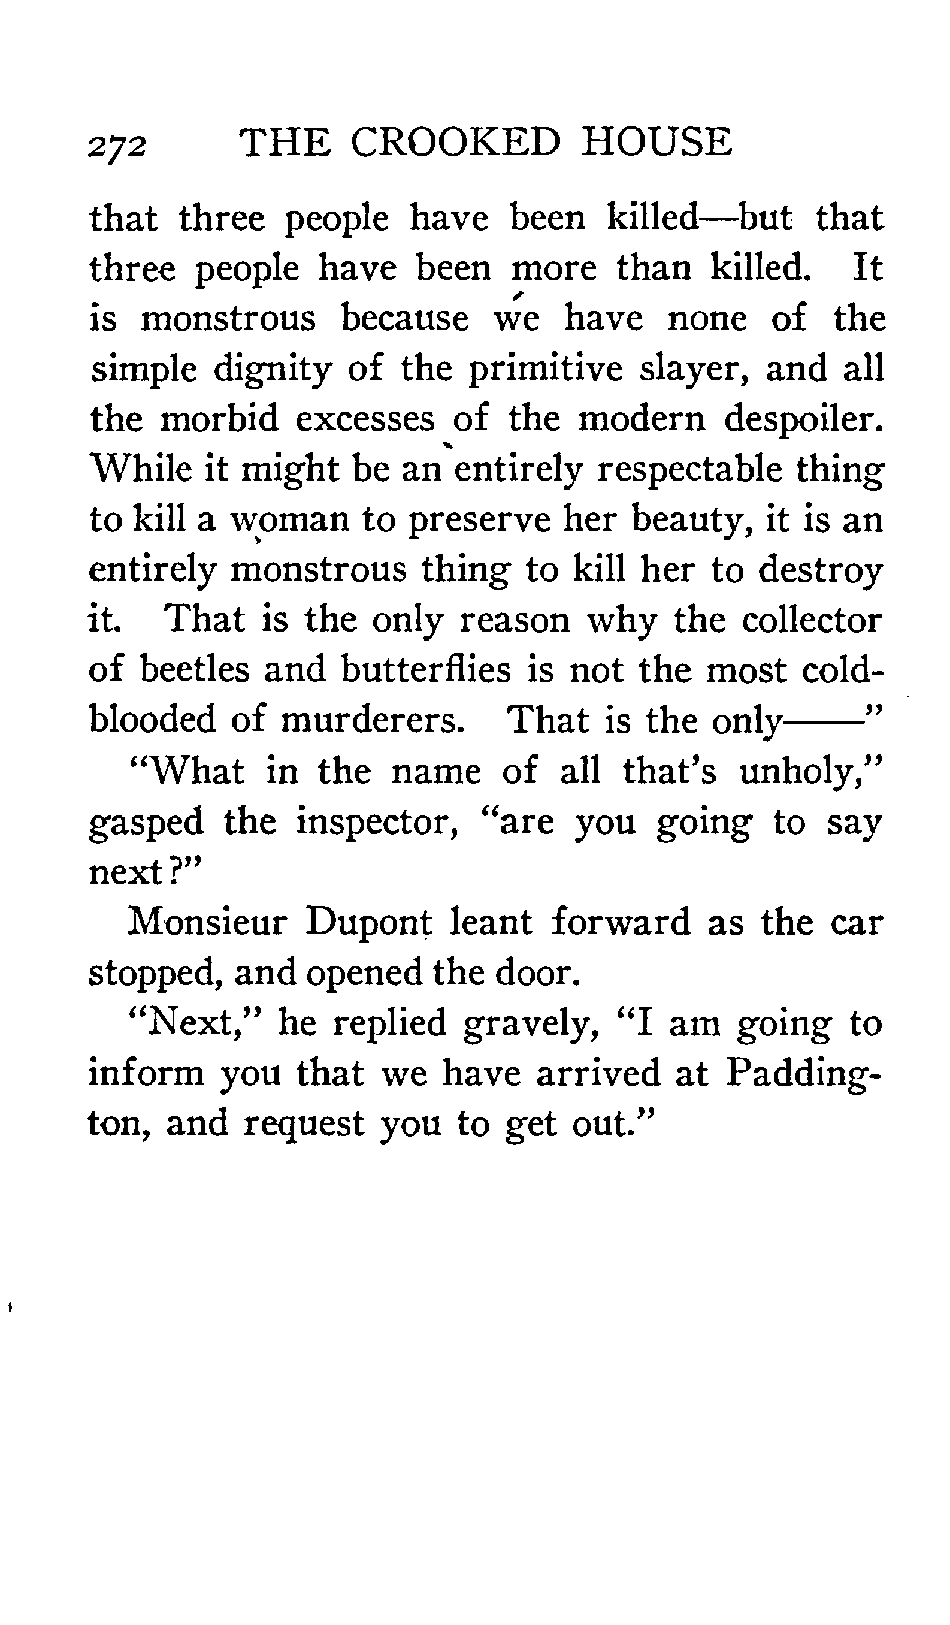 272 THE CROOKED HOUSE
that three people have been killed—but that
three people have been more than killed. It
is monstrous because we have none of the
simple dignity of the primitive slayer, and all
the morbid excesses of the modern despoiler.
While it might be an entirely respectable thing
to kill a woman to preserve her beauty, it is an
entirely monstrous thing to kill her to destroy
it. That is the only reason why the collector
of beetles and butterflies is not the most cold-
blooded of murderers. That is the only——"
"What in the name of all that's unholy,"
gasped the inspector, "are you going to say
next?"
Monsieur Dupont leant forward as the car
stopped, and opened the door.
"Next," he replied gravely, "I am going to
inform you that we have arrived at Padding-
ton, and request you to get out."